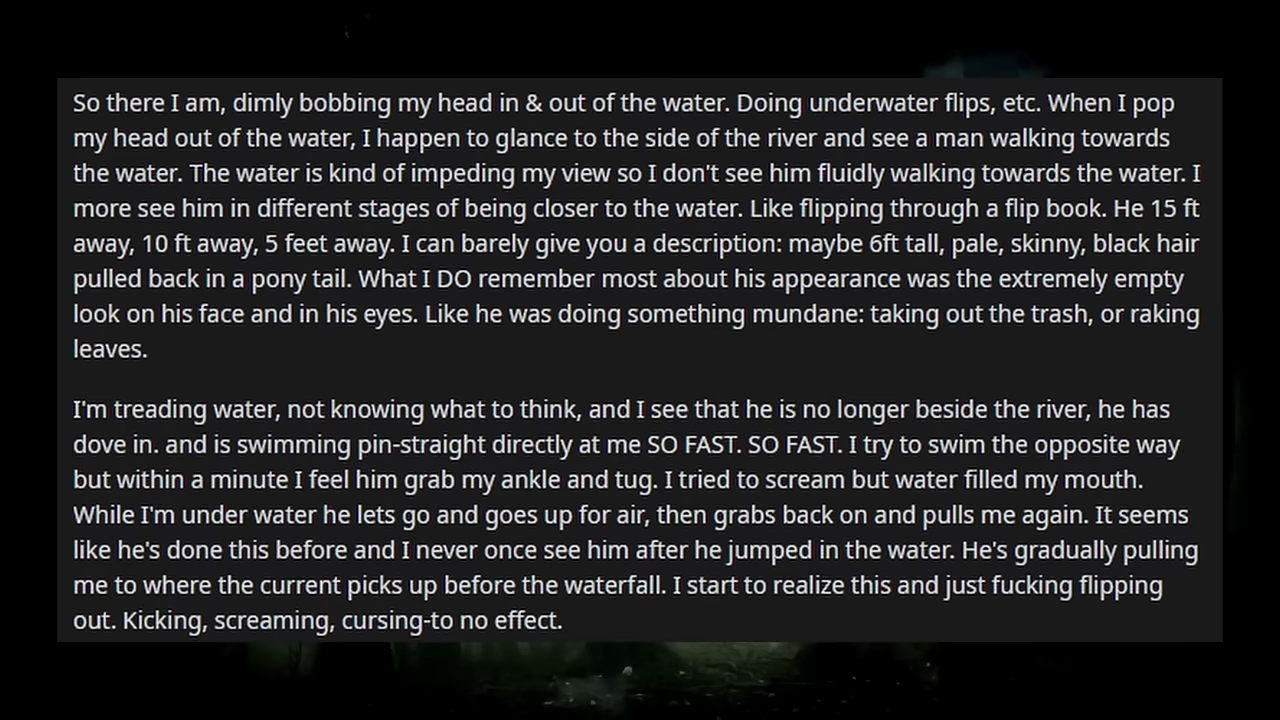 So there I am, dimly bobbing my head in & out of the water. Doing underwater flips, etc. When I pop
my head out of the water, I happen to glance to the side of the river and see a man walking towards
the water. The water is kind of impeding my view so I don't see him fluidly walking towards the water. I
more see him in different stages of being closer to the water. Like flipping through a flip book. He 15 ft
away, 10 ft away, 5 feet away. I can barely give you a description: maybe 6ft tall, pale, skinny, black hair
pulled back in a pony tail. What I DO remember most about his appearance was the extremely empty
look on his face and in his eyes. Like he was doing something mundane: taking out the trash, or raking
leaves.
I'm treading water, not knowing what to think, and I see that he is no longer beside the river, he has
dove in. and is swimming pin-straight directly at me SO FAST. SO FAST. I try to swim the opposite way
but within a minute I feel him grab my ankle and tug. I tried to scream but water filled my mouth.
While I'm under water he lets go and goes up for air, then grabs back on and pulls me again. It seems
like he's done this before and I never once see him after he jumped in the water. He's gradually pulling
me to where the current picks up before the waterfall. I start to realize this and just fucking flipping
out. Kicking, screaming, cursing-to no effect.